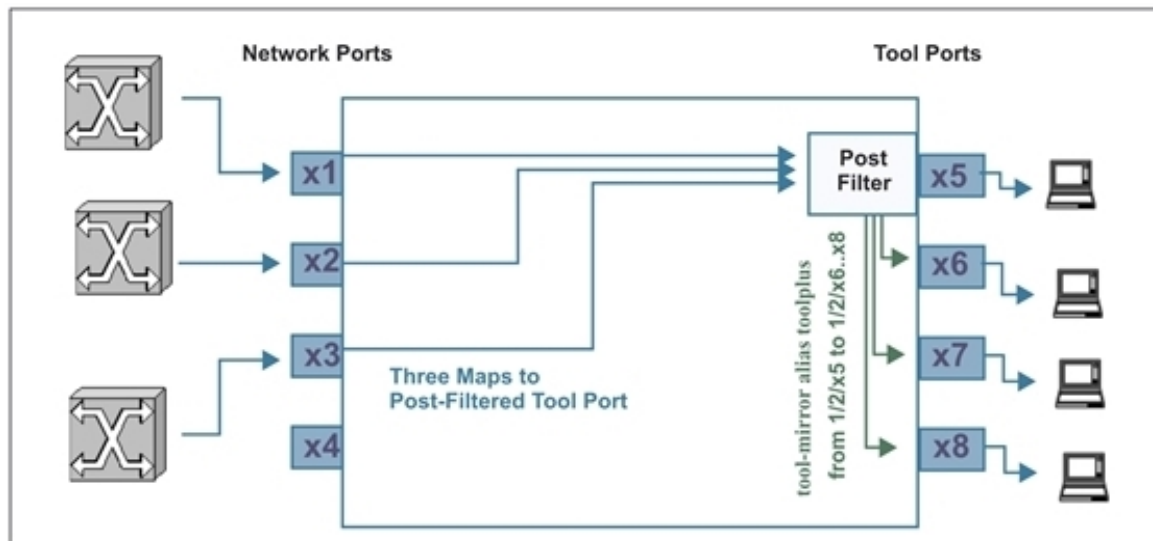 Network Ports
Tool Ports
x1
x2
x3
x4
Three Maps to
Post-Filtered Tool Port
Post
Filter
tool-mirror alias toolplus
from 1/2/x5 to 1/2/x6..x8
x5
x6
x7
x8